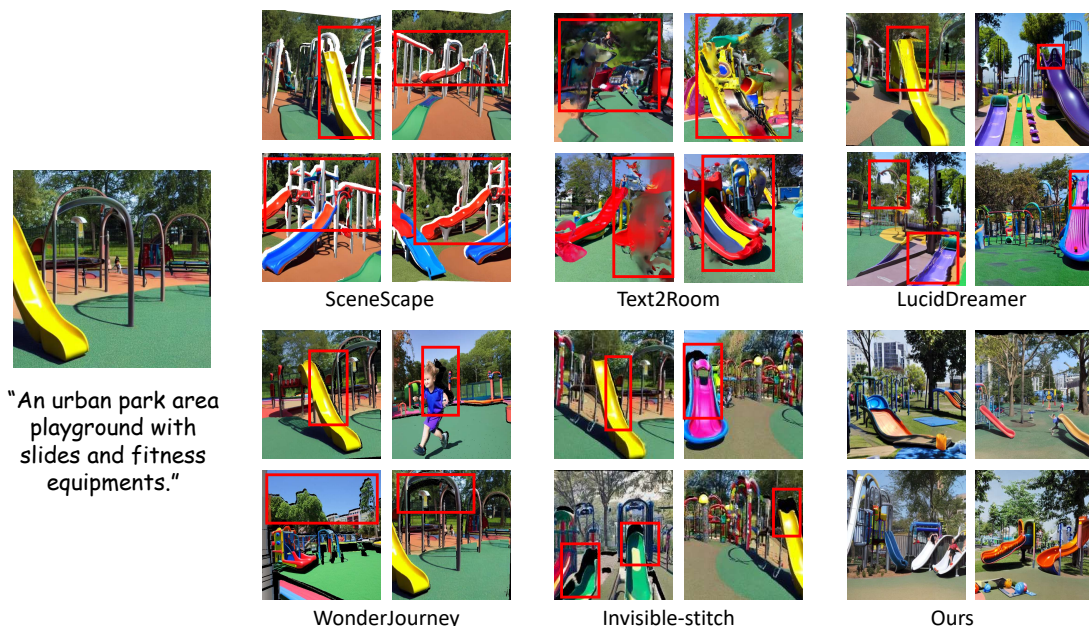 SceneScape
Text2Room
LucidDreamer
“An urban park area
playground with
slides and fitness
equipments.”
WonderJourney
Invisible-stitch
Ours